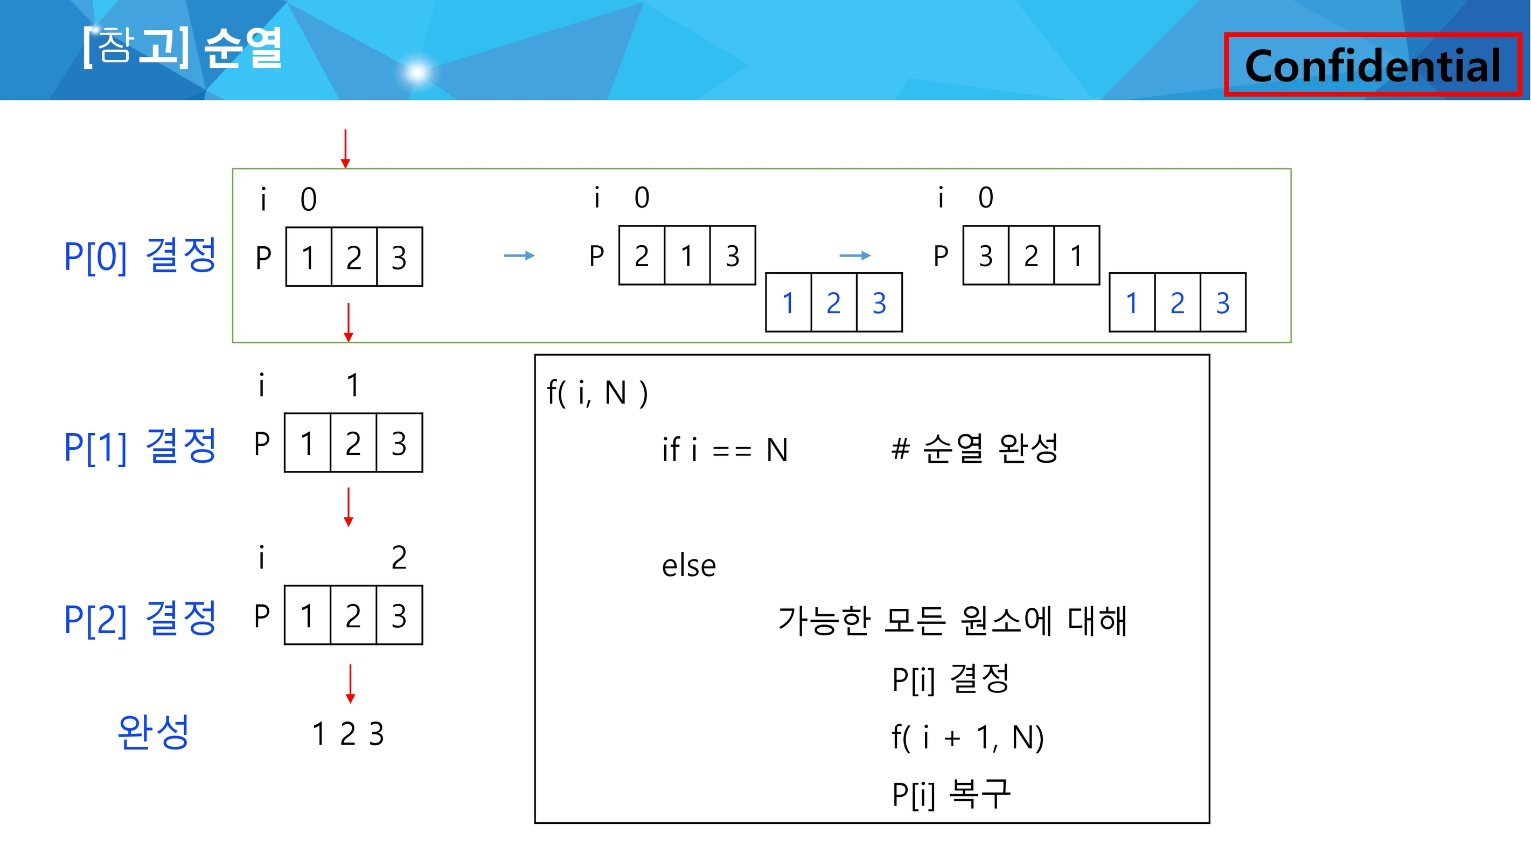 [참고] 순열
Confidential
i 0
P[0] 결정 P 1 2 3
i 0
P 2 1 3
1 2 3
i 0
P 3 2 1
1 2 3
i 1
P[1] 결정 P 1 2 3
i 2
P[2] 결정 P 1 2 3
완성 1 2 3
f( i, N )
if i == N # 순열 완성
else
가능한 모든 원소에 대해
P[i] 결정
f( i + 1, N)
P[i] 복구